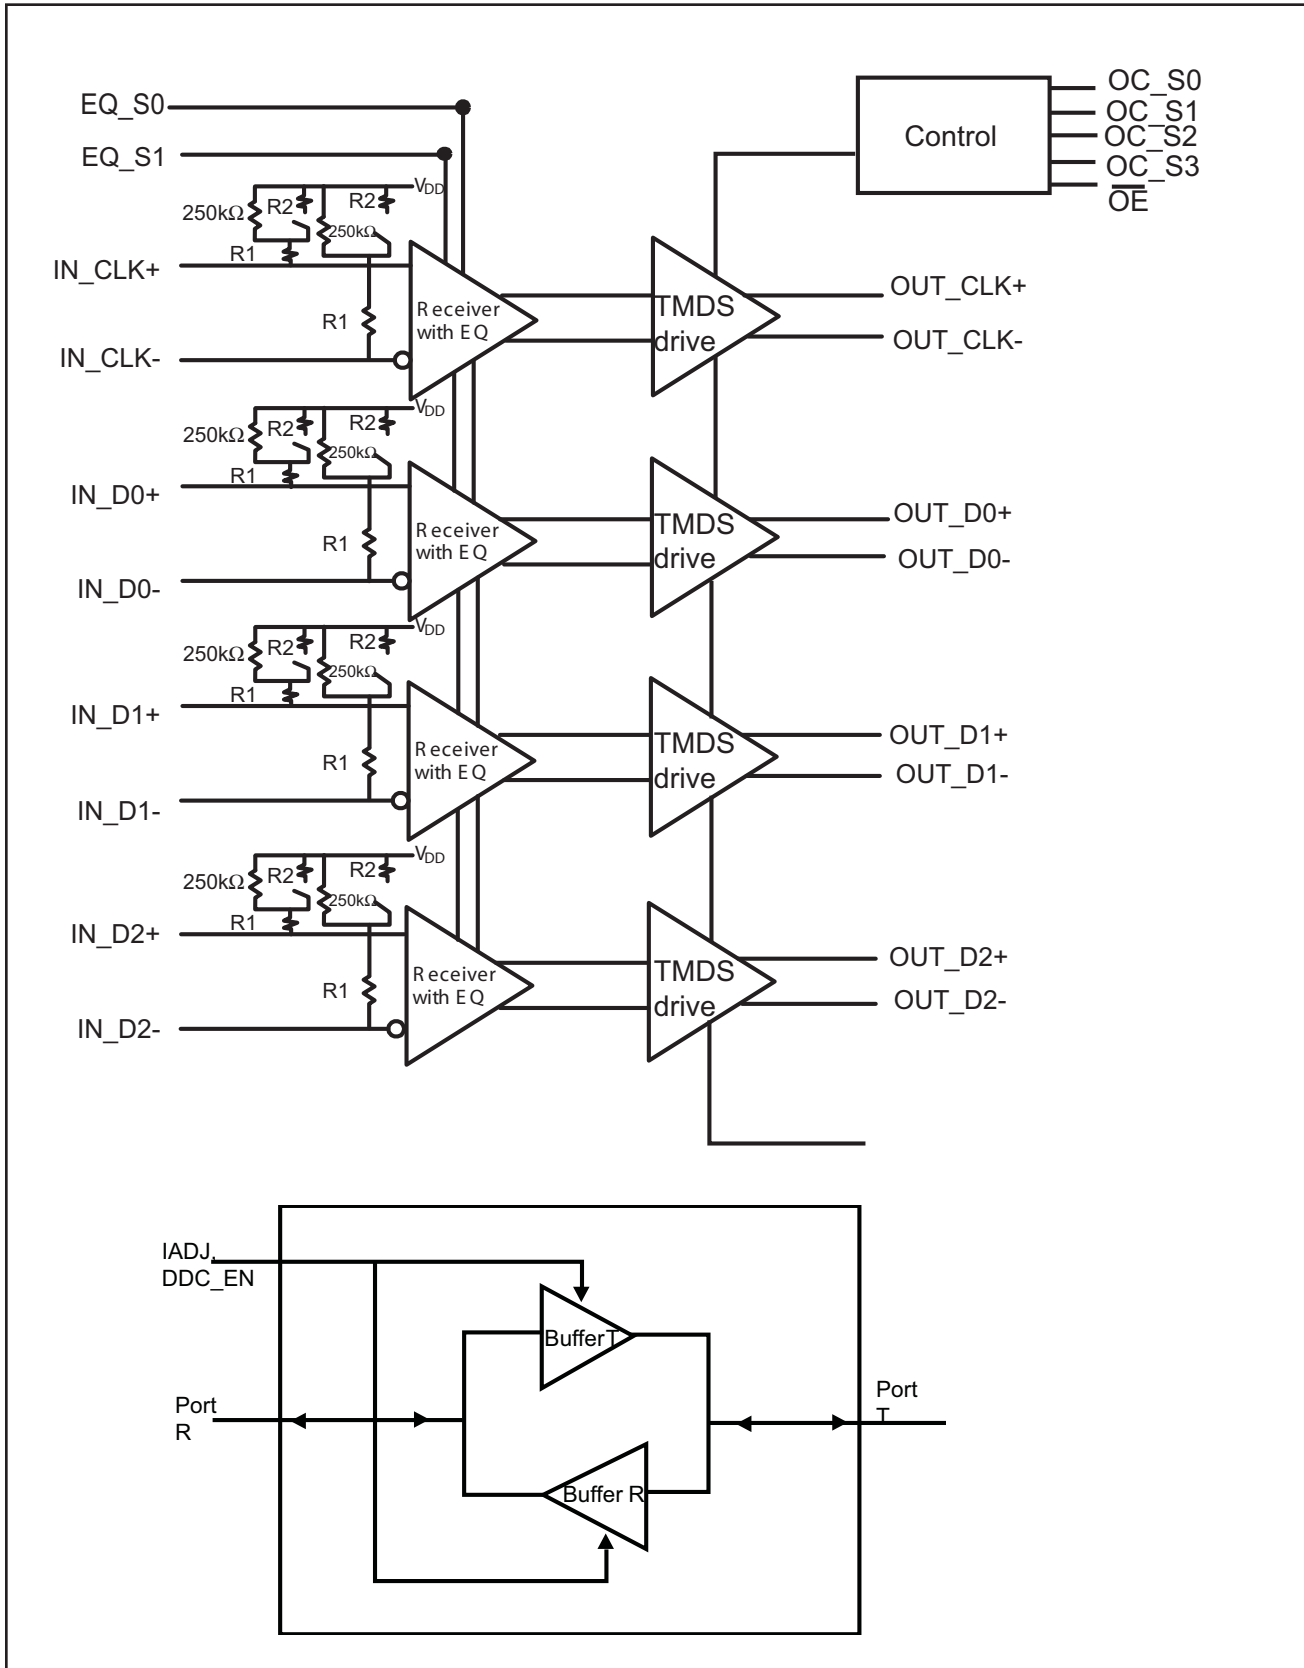 EQ_S0
EQ_S1
Control
OC_S0
OC_S1
OC_S2
OC_S3
OE
VDD
250kΩ
R2
R2
250kΩ
R1
IN_CLK+
R1
IN_CLK-
Receiver
with EQ
TMDS
drive
OUT_CLK+
OUT_CLK-
VDD
250kΩ
R2
R2
250kΩ
R1
IN_D0+
R1
IN_D0-
Receiver
with EQ
TMDS
drive
OUT_D0+
OUT_D0-
VDD
250kΩ
R2
R2
250kΩ
R1
IN_D1+
R1
IN_D1-
Receiver
with EQ
TMDS
drive
OUT_D1+
OUT_D1-
VDD
250kΩ
R2
R2
250kΩ
R1
IN_D2+
R1
IN_D2-
Receiver
with EQ
TMDS
drive
OUT_D2+
OUT_D2-
IADJ.
DDC_EN
Buffer T
Port
R
Port
T
Buffer R